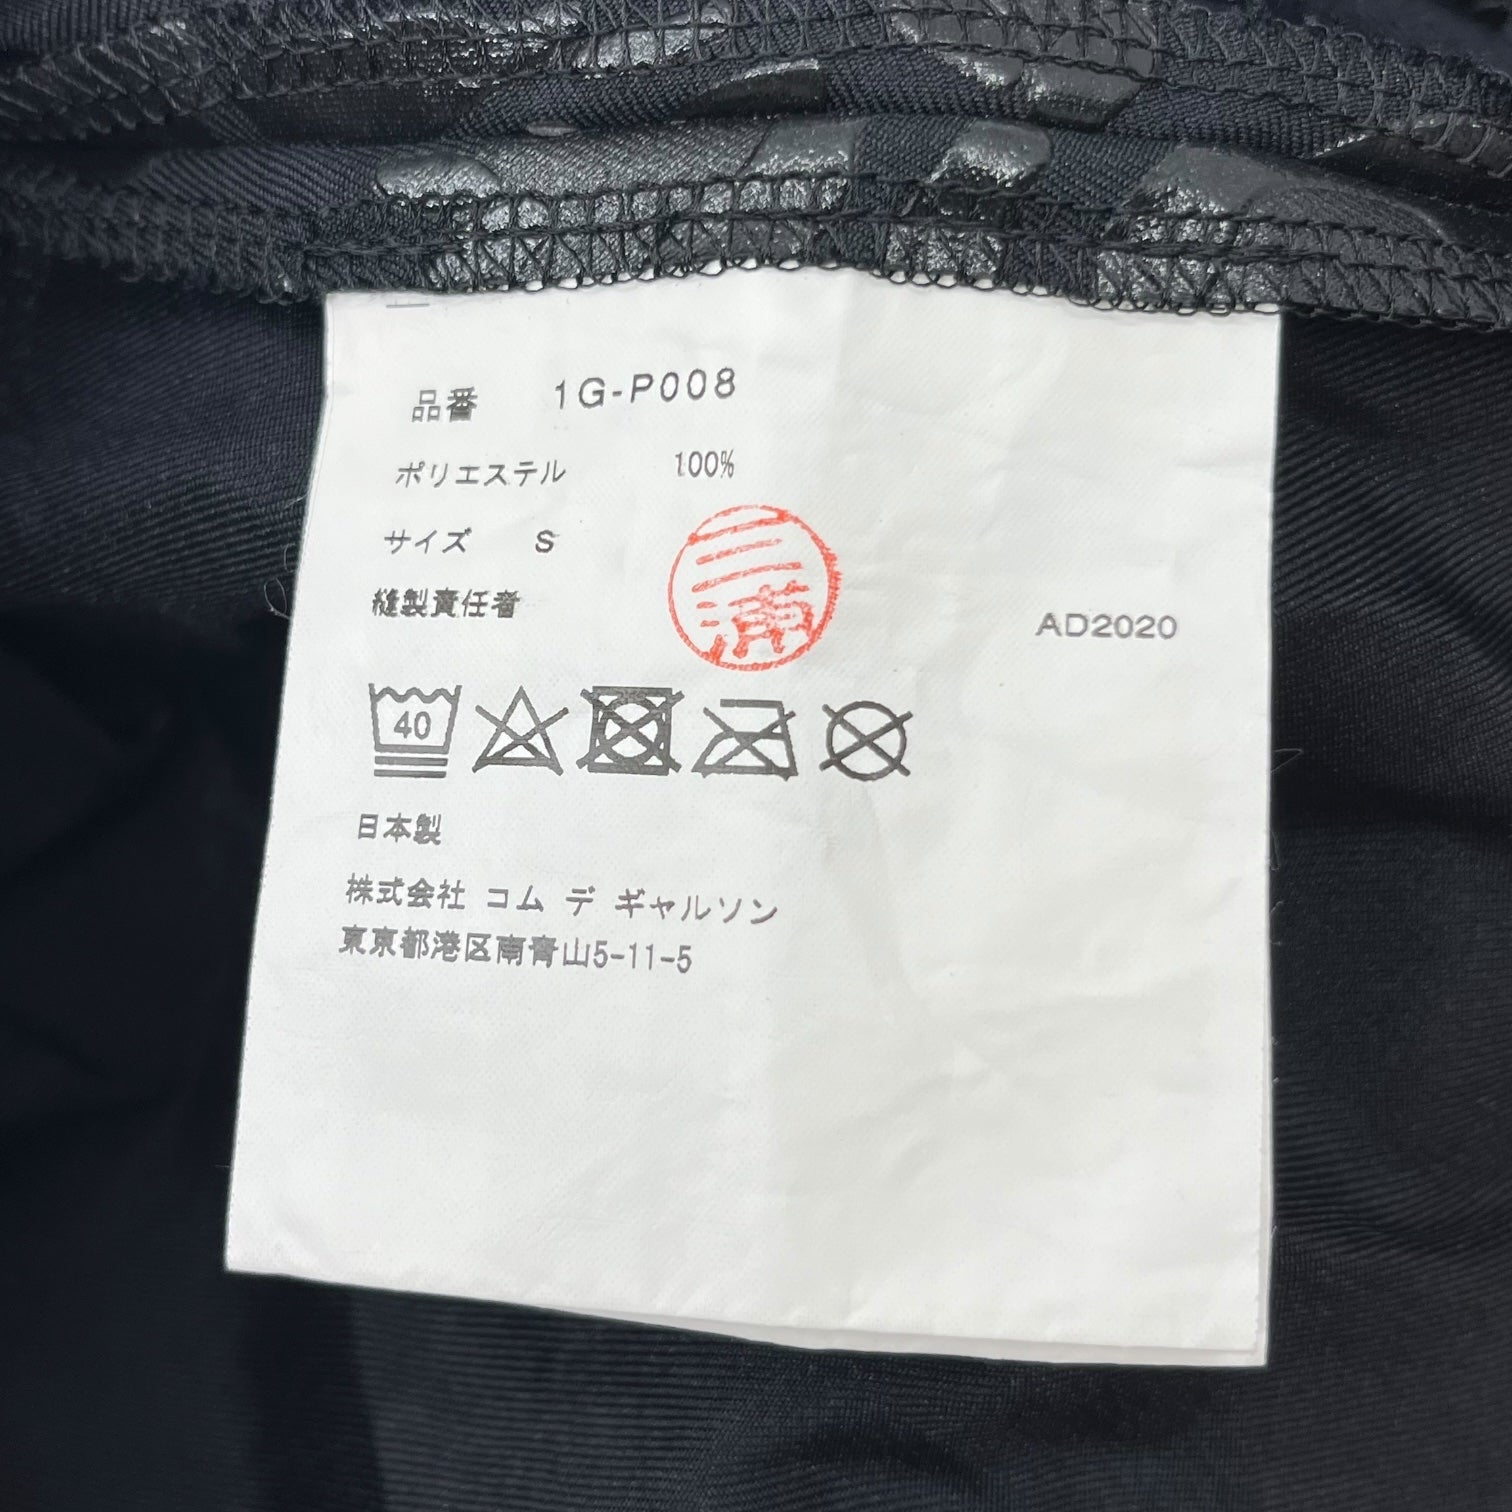 品番 1G-P008
ポリエステル 100%
サイズ S
縫製責任者
三浦
AD2020
40
日本製
株式会社 コム デ ギャルソン
東京都港区南青山5-11-5